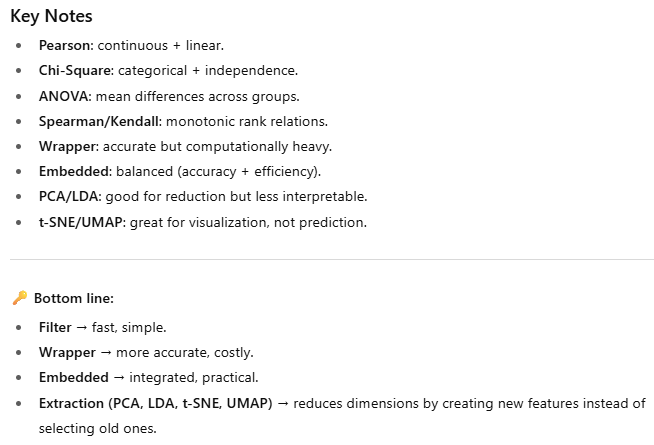 Key Notes
• Pearson: continuous + linear.
• Chi-Square: categorical + independence.
• ANOVA: mean differences across groups.
• Spearman/Kendall: monotonic rank relations.
• Wrapper: accurate but computationally heavy.
• Embedded: balanced (accuracy + efficiency).
• PCA/LDA: good for reduction but less interpretable.
• t-SNE/UMAP: great for visualization, not prediction.
🔑 Bottom line:
• Filter → fast, simple.
• Wrapper → more accurate, costly.
• Embedded → integrated, practical.
• Extraction (PCA, LDA, t-SNE, UMAP) → reduces dimensions by creating new features instead of
selecting old ones.